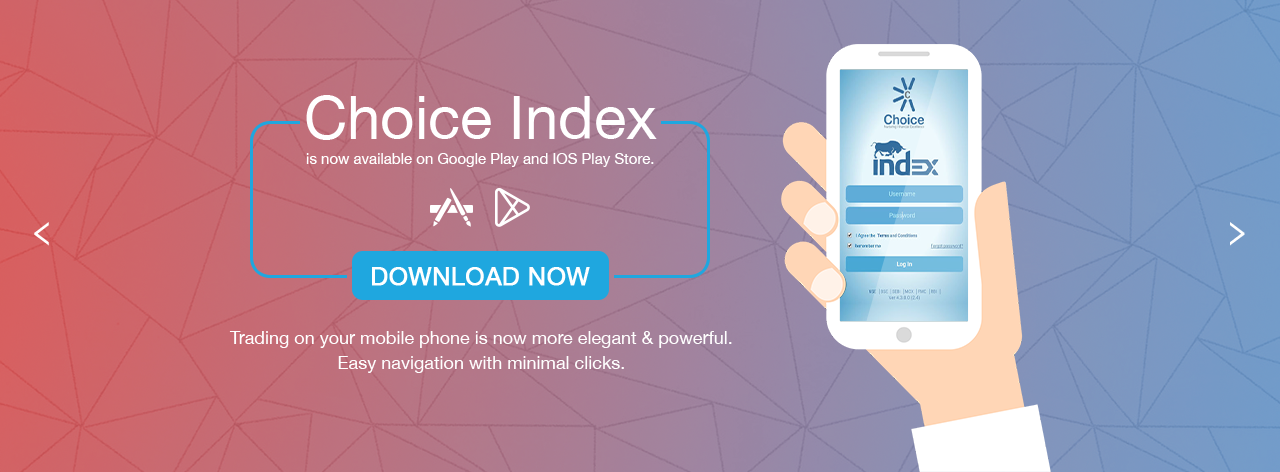 Choice Index
is now available on Google Play and IOS Play Store.
DOWNLOAD NOW
Trading on your mobile phone is now more elegant & powerful.
Easy navigation with minimal clicks.
C
Choice
index
Username
Password
I Agree the Terms and Conditions
Remember me
Forgot password?
Log In